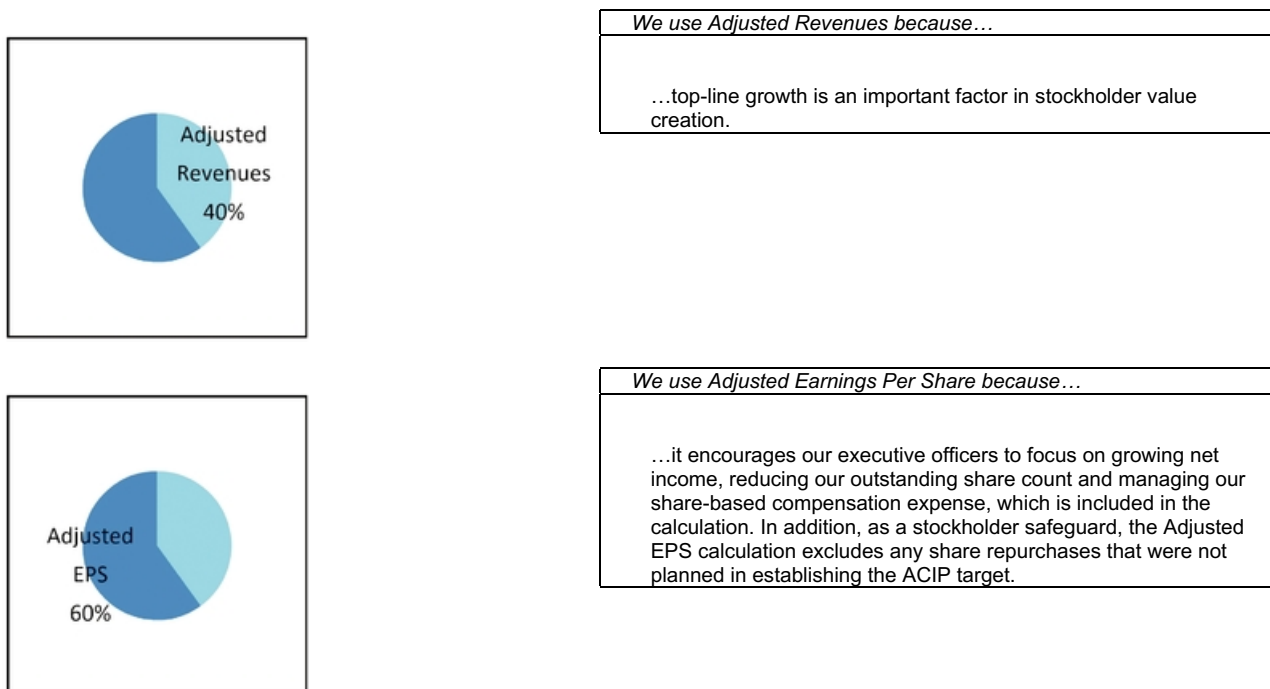 We use Adjusted Revenues because…
Adjusted
Revenues
40%
…top-line growth is an important factor in stockholder value
creation.
We use Adjusted Earnings Per Share because…
Adjusted
EPS
60%
…it encourages our executive officers to focus on growing net
income, reducing our outstanding share count and managing our
share-based compensation expense, which is included in the
calculation. In addition, as a stockholder safeguard, the Adjusted
EPS calculation excludes any share repurchases that were not
planned in establishing the ACIP target.